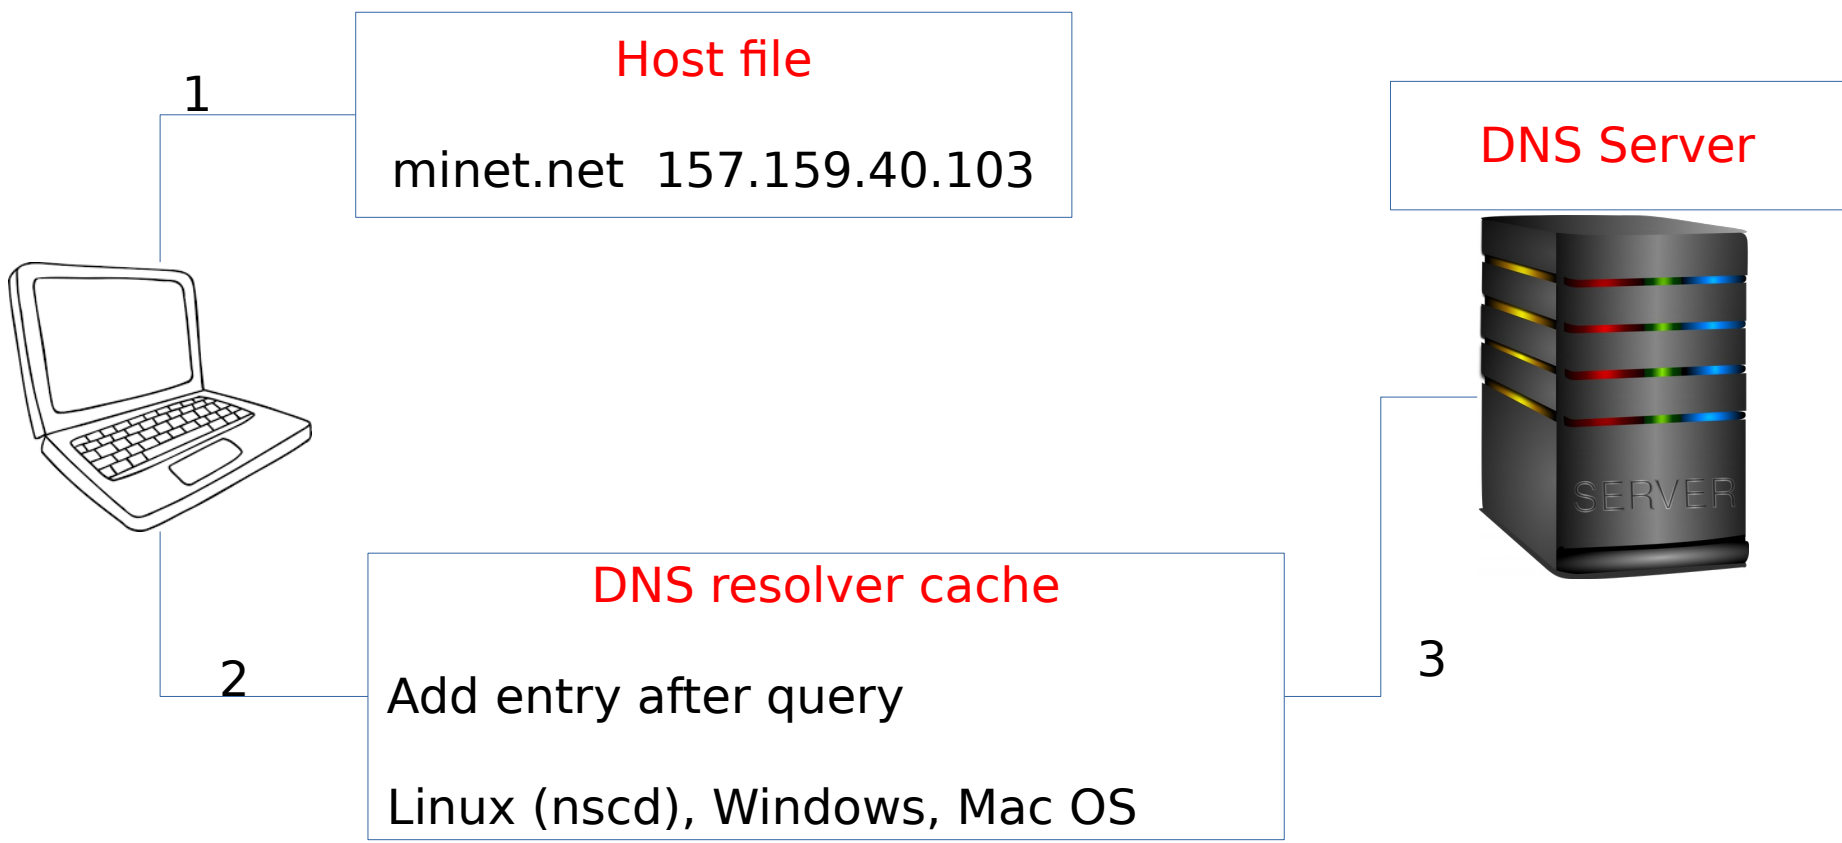 1
Host file
minet.net  157.159.40.103
DNS Server
SERVER
2
DNS resolver cache
Add entry after query
Linux (nscd), Windows, Mac OS
3